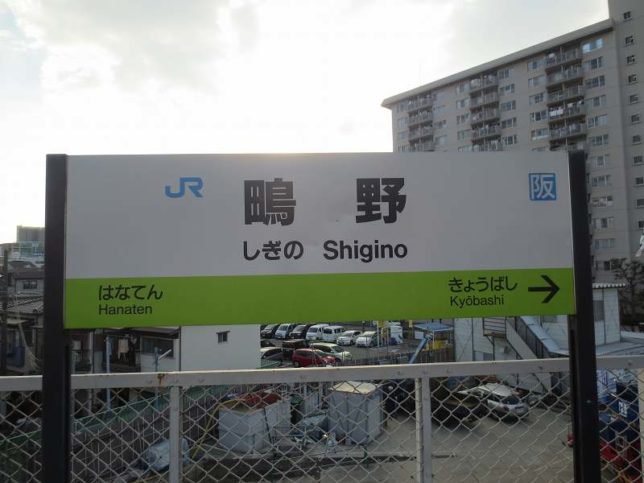 JR 鴫野 阪
しぎの Shigino
はなてん きょうばし →
Hanaten Kyōbashi